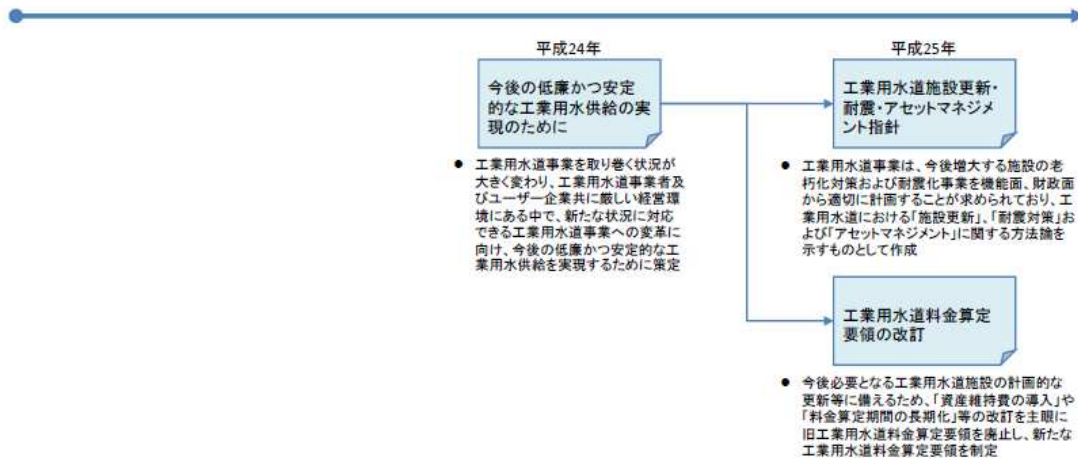 平成24年
今後の低廉かつ安定
的な工業用水供給の実
現のために
● 工業用水道事業を取り巻く状況が
大きく変わり、工業用水道事業者及
びユーザー企業共に厳しい経営環
境にある中で、新たな状況に対応
できる工業用水道事業への変革に
向け、今後の低廉かつ安定的な工
業用水供給を実現するために策定
平成25年
工業用水道施設更新・
耐震・アセットマネジメ
ント指針
● 工業用水道事業は、今後増大する施設の老
朽化対策および耐震化事業を機能面、財政面
から適切に計画することが求められており、工
業用水道における「施設更新」、「耐震対策」お
よび「アセットマネジメント」に関する方法論を
示すものとして作成
工業用水道料金算定
要領の改訂
● 今後必要となる工業用水道施設の計画的な
更新等に備えるため、「資産維持費の導入」や
「料金算定期間の長期化」等の改訂を主眼に
旧工業用水道料金算定要領を廃止し、新たな
工業用水道料金算定要領を制定